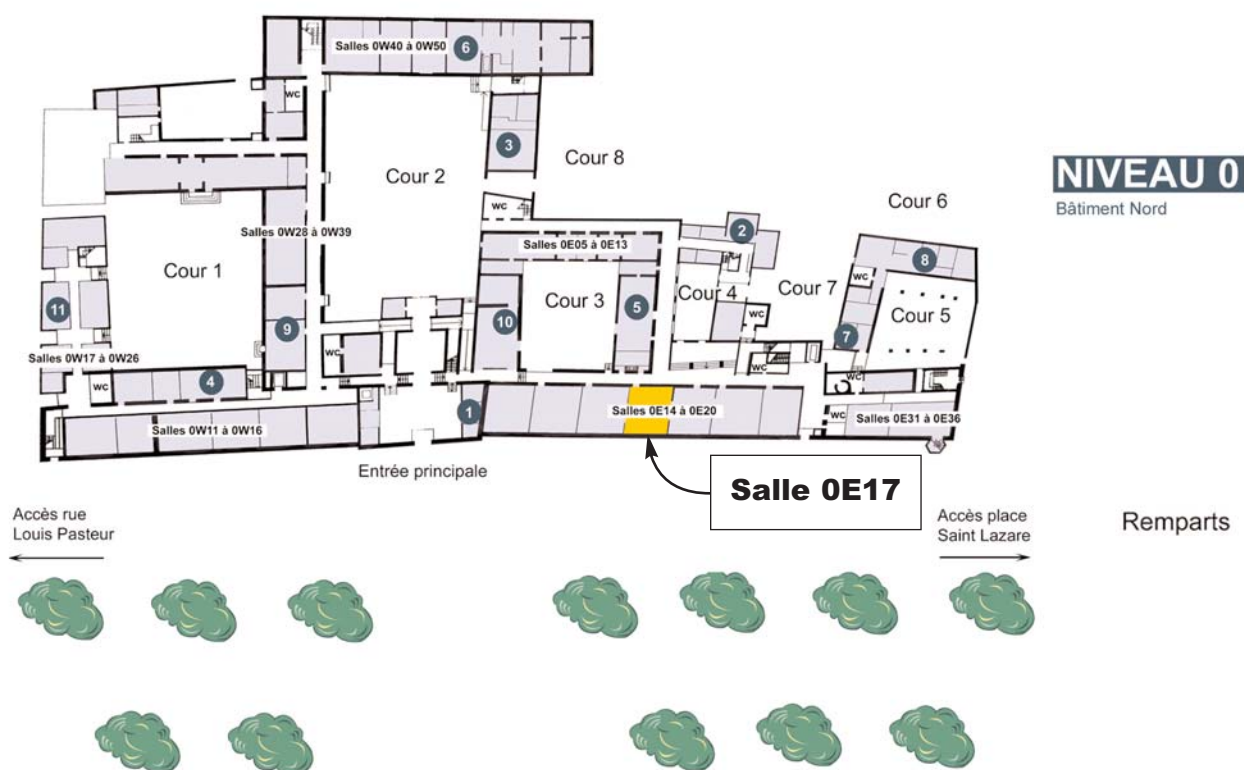 Salles 0W40 à 0W50
6
WC
3
Cour 8
Cour 2
NIVEAU 0
Bâtiment Nord
Cour 6
WC
2
Salles 0W28 à 0W39
Salles 0E05 à 0E13
8
Cour 1
WC
Cour 7
11
Cour 3
5
Cour 4
WC
Cour 5
10
9
7
Salles 0W17 à 0W26
WC
WC
WC
WC
4
1
Salles 0E14 à 0E20
WC
Salles 0E31 à 0E36
Salles 0W11 à 0W16
Entrée principale
Salle 0E17
Accès rue
Louis Pasteur
Accès place
Saint Lazare
Remparts